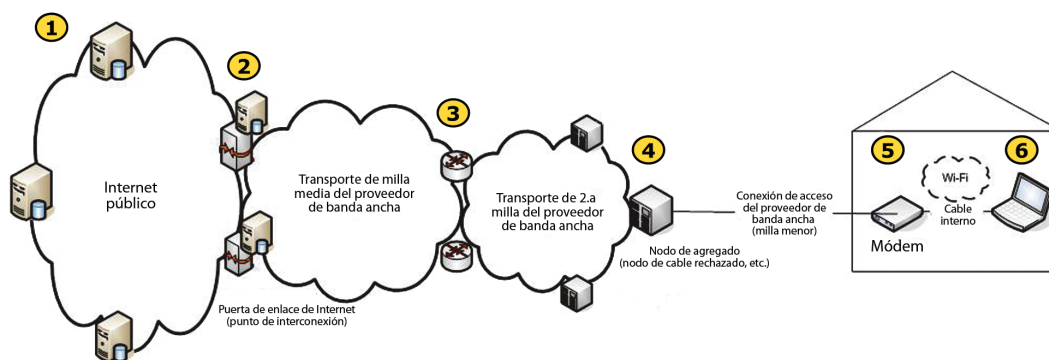 1
2
3
4
5
6
Internet
público
Transporte de milla
media del proveedor
de banda ancha
Transporte de 2.a
milla del proveedor
de banda ancha
Conexión de acceso
del proveedor de
banda ancha
(milla menor)
Wi-Fi
Cable
interno
Módem
Nodo de agregado
(nodo de cable rechazado, etc.)
Puerta de enlace de Internet
(punto de interconexión)